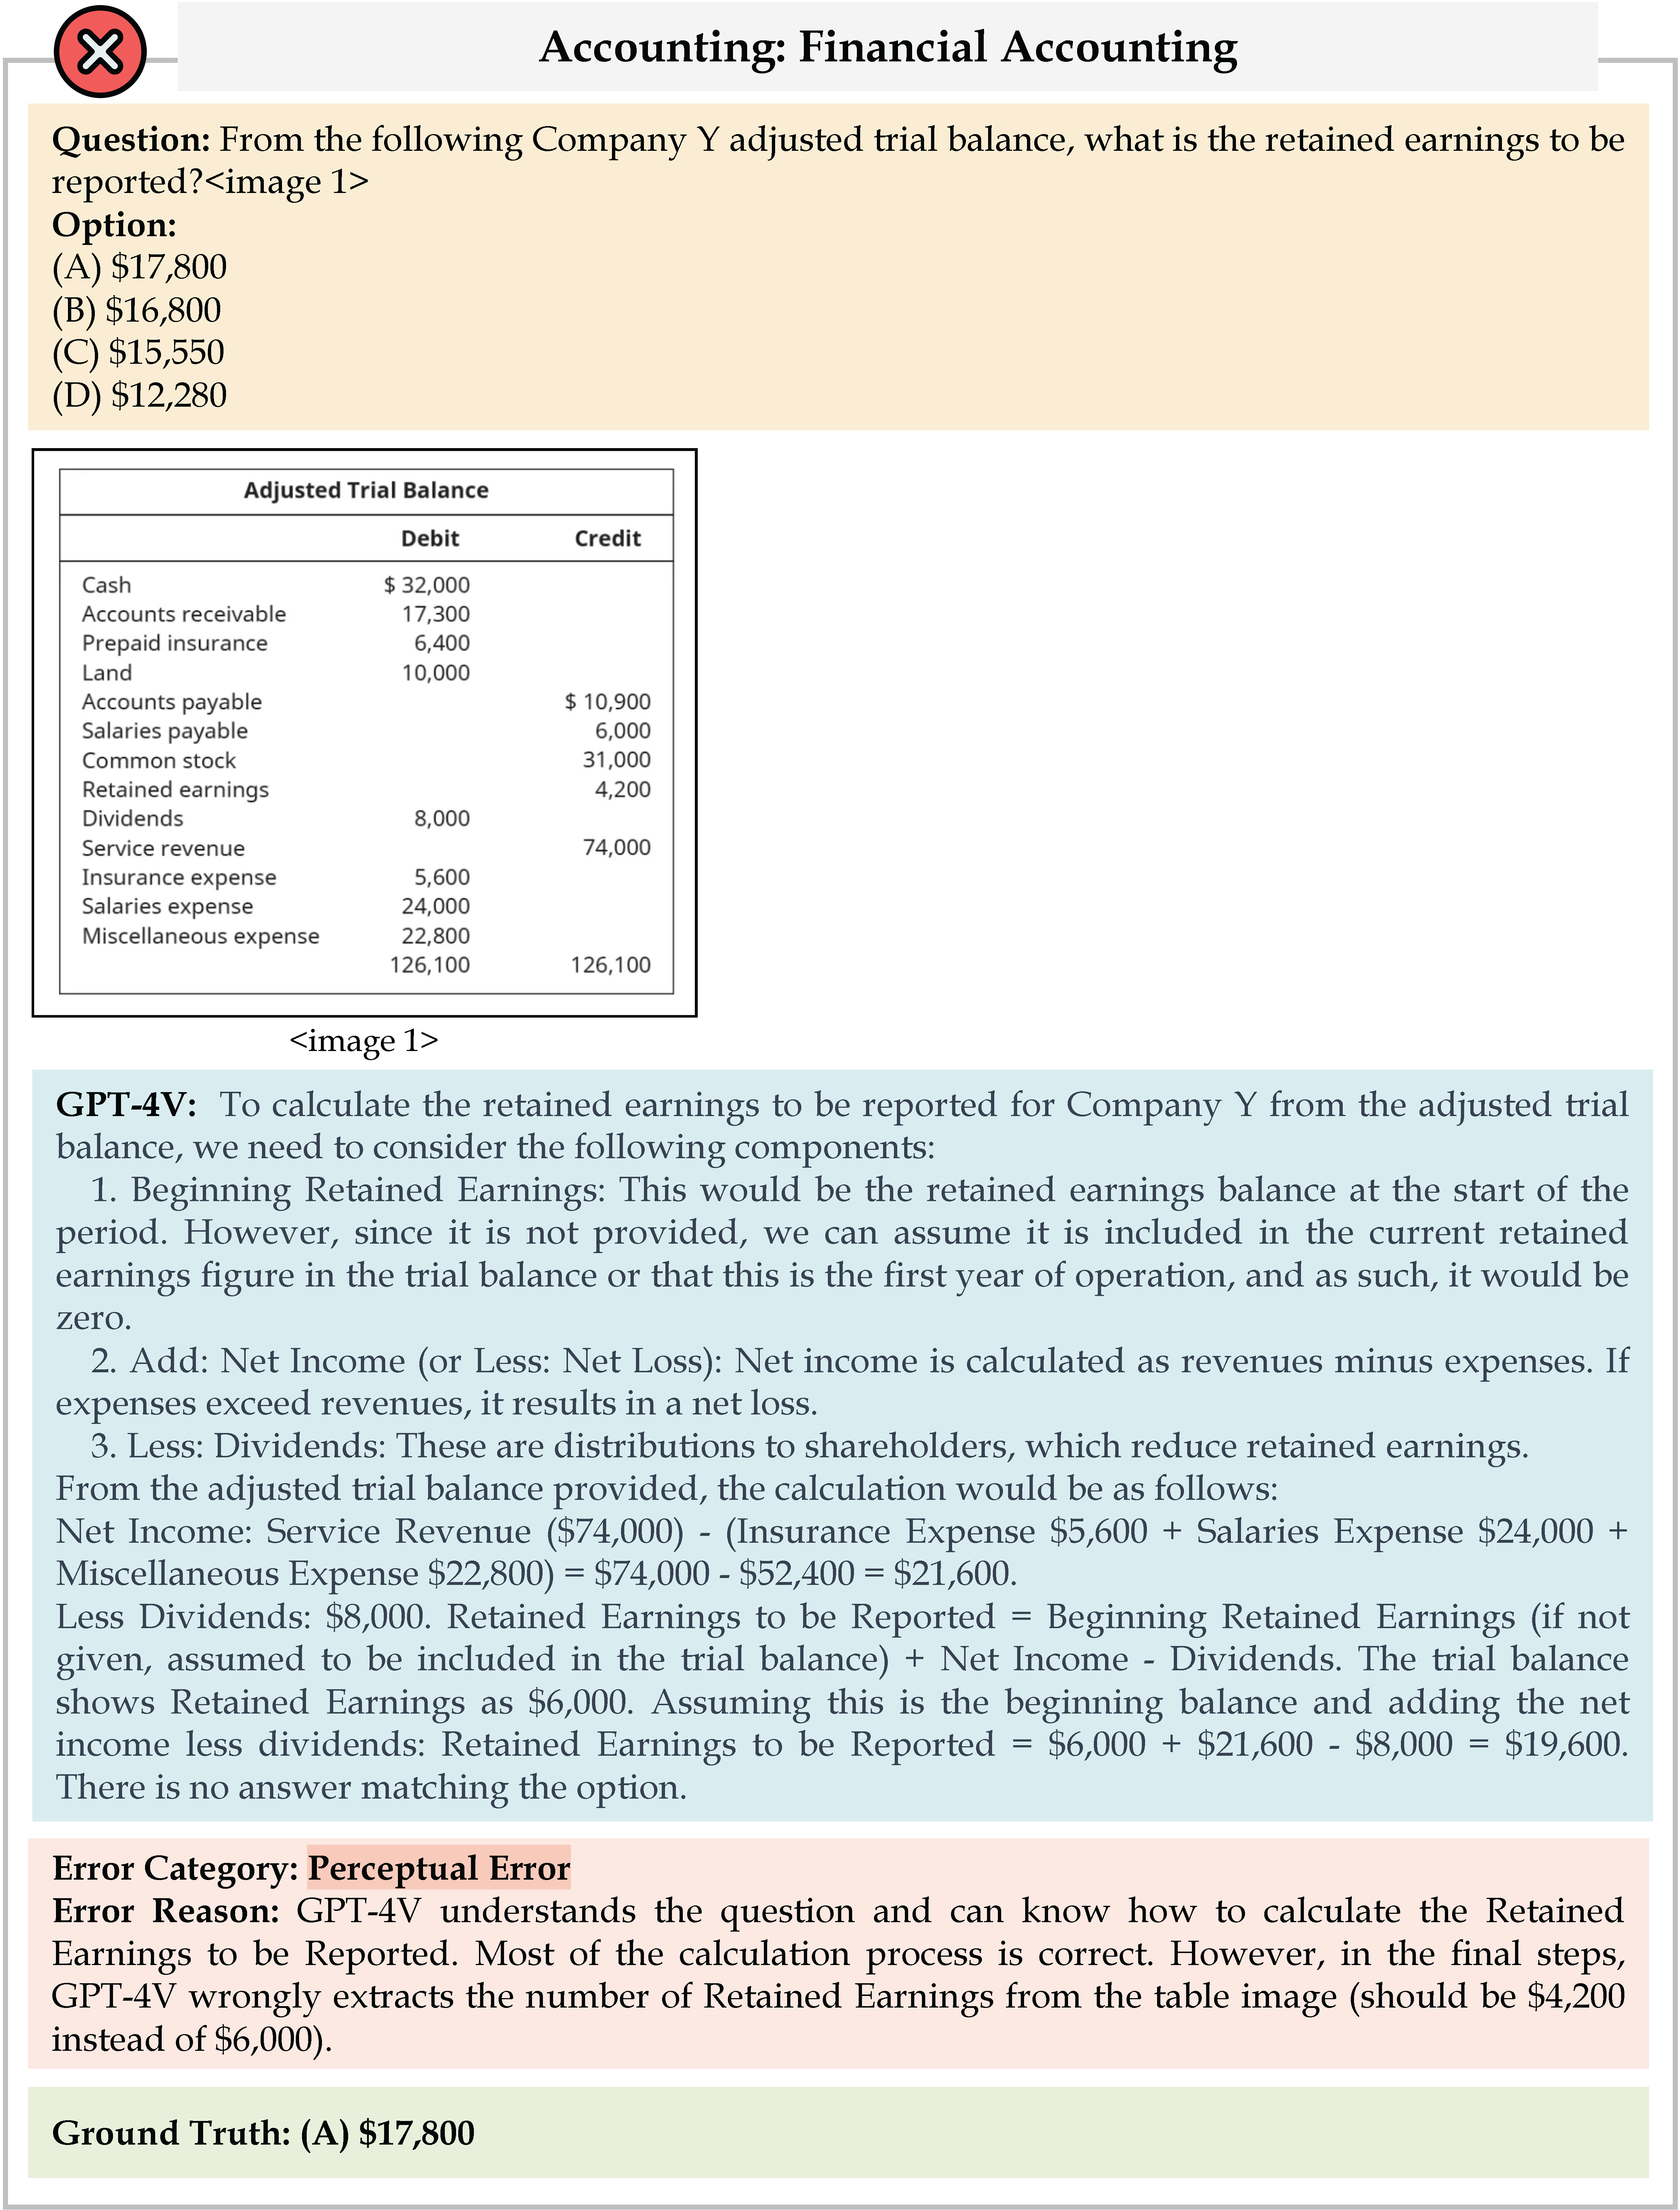 Accounting: Financial Accounting
Question: From the following Company Y adjusted trial balance, what is the retained earnings to be
reported?<image 1>
Option:
(A) $17,800
(B) $16,800
(C) $15,550
(D) $12,280
Adjusted Trial Balance
Debit Credit
Cash $ 32,000
Accounts receivable 17,300
Prepaid insurance 6,400
Land 10,000
Accounts payable $ 10,900
Salaries payable 6,000
Common stock 31,000
Retained earnings 4,200
Dividends 8,000
Service revenue 74,000
Insurance expense 5,600
Salaries expense 24,000
Miscellaneous expense 22,800
126,100 126,100
<image 1>
GPT-4V: To calculate the retained earnings to be reported for Company Y from the adjusted trial
balance, we need to consider the following components:
1. Beginning Retained Earnings: This would be the retained earnings balance at the start of the
period. However, since it is not provided, we can assume it is included in the current retained
earnings figure in the trial balance or that this is the first year of operation, and as such, it would be
zero.
2. Add: Net Income (or Less: Net Loss): Net income is calculated as revenues minus expenses. If
expenses exceed revenues, it results in a net loss.
3. Less: Dividends: These are distributions to shareholders, which reduce retained earnings.
From the adjusted trial balance provided, the calculation would be as follows:
Net Income: Service Revenue ($74,000) - (Insurance Expense $5,600 + Salaries Expense $24,000 +
Miscellaneous Expense $22,800) = $74,000 - $52,400 = $21,600.
Less Dividends: $8,000. Retained Earnings to be Reported = Beginning Retained Earnings (if not
given, assumed to be included in the trial balance) + Net Income - Dividends. The trial balance
shows Retained Earnings as $6,000. Assuming this is the beginning balance and adding the net
income less dividends: Retained Earnings to be Reported = $6,000 + $21,600 - $8,000 = $19,600.
There is no answer matching the option.
Error Category: Perceptual Error
Error Reason: GPT-4V understands the question and can know how to calculate the Retained
Earnings to be Reported. Most of the calculation process is correct. However, in the final steps,
GPT-4V wrongly extracts the number of Retained Earnings from the table image (should be $4,200
instead of $6,000).
Ground Truth: (A) $17,800